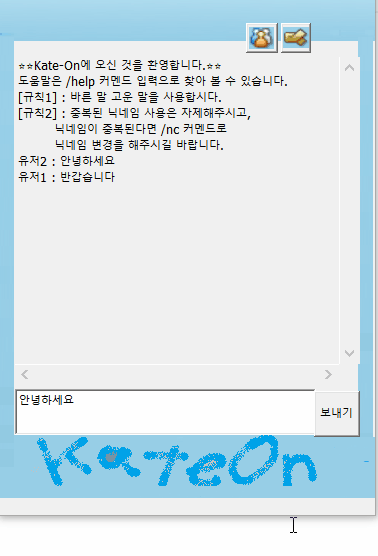 ☆☆Kate-On에 오신 것을 환영합니다.☆☆
도움말은 /help 커멘드 입력으로 찾아 볼 수 있습니다.
[규칙1] : 바른 말 고운 말을 사용합시다.
[규칙2] : 중복된 닉네임 사용은 자제해주시고,
닉네임이 중복된다면 /nc 커멘드로
닉네임 변경을 해주시길 바랍니다.
유저2 : 안녕하세요
유저1 : 반갑습니다
안녕하세요
보내기
KateOn